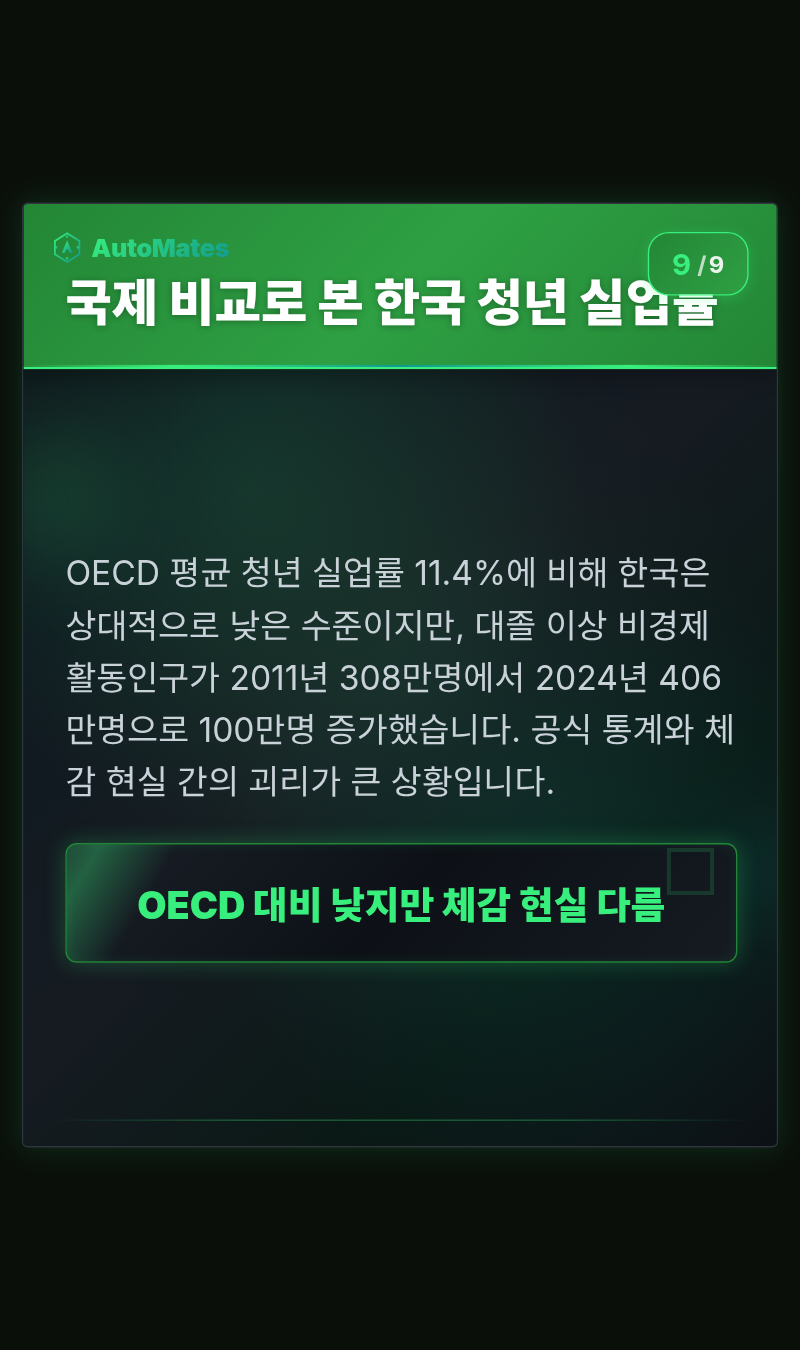 AutoMates
9 /9
국제 비교로 본 한국 청년 실업률
OECD 평균 청년 실업률 11.4%에 비해 한국은
상대적으로 낮은 수준이지만, 대졸 이상 비경제
활동인구가 2011년 308만명에서 2024년 406
만명으로 100만명 증가했습니다. 공식 통계와 체
감 현실 간의 괴리가 큰 상황입니다.
OECD 대비 낮지만 체감 현실 다름